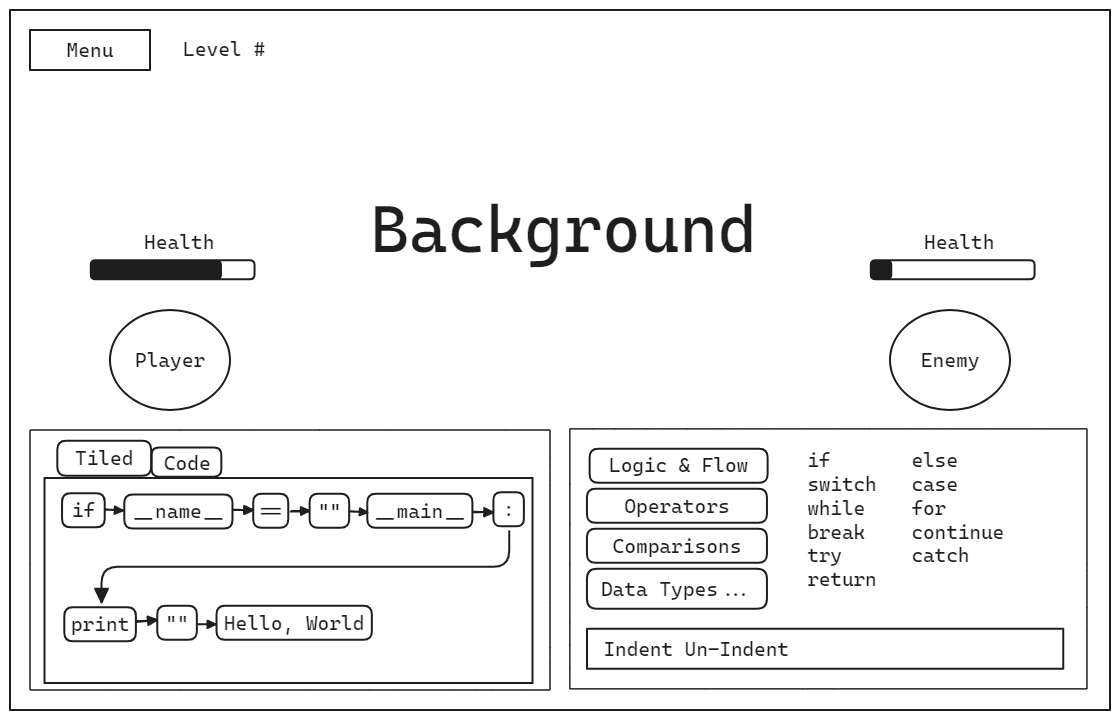 Menu
Level #
Background
Health
Health
Player
Enemy
Tiled
Code
if __name__ == "" __main__ :
print "" Hello, World
Logic & Flow
Operators
Comparisons
Data Types...
if else
switch case
while for
break continue
try catch
return
Indent Un-Indent